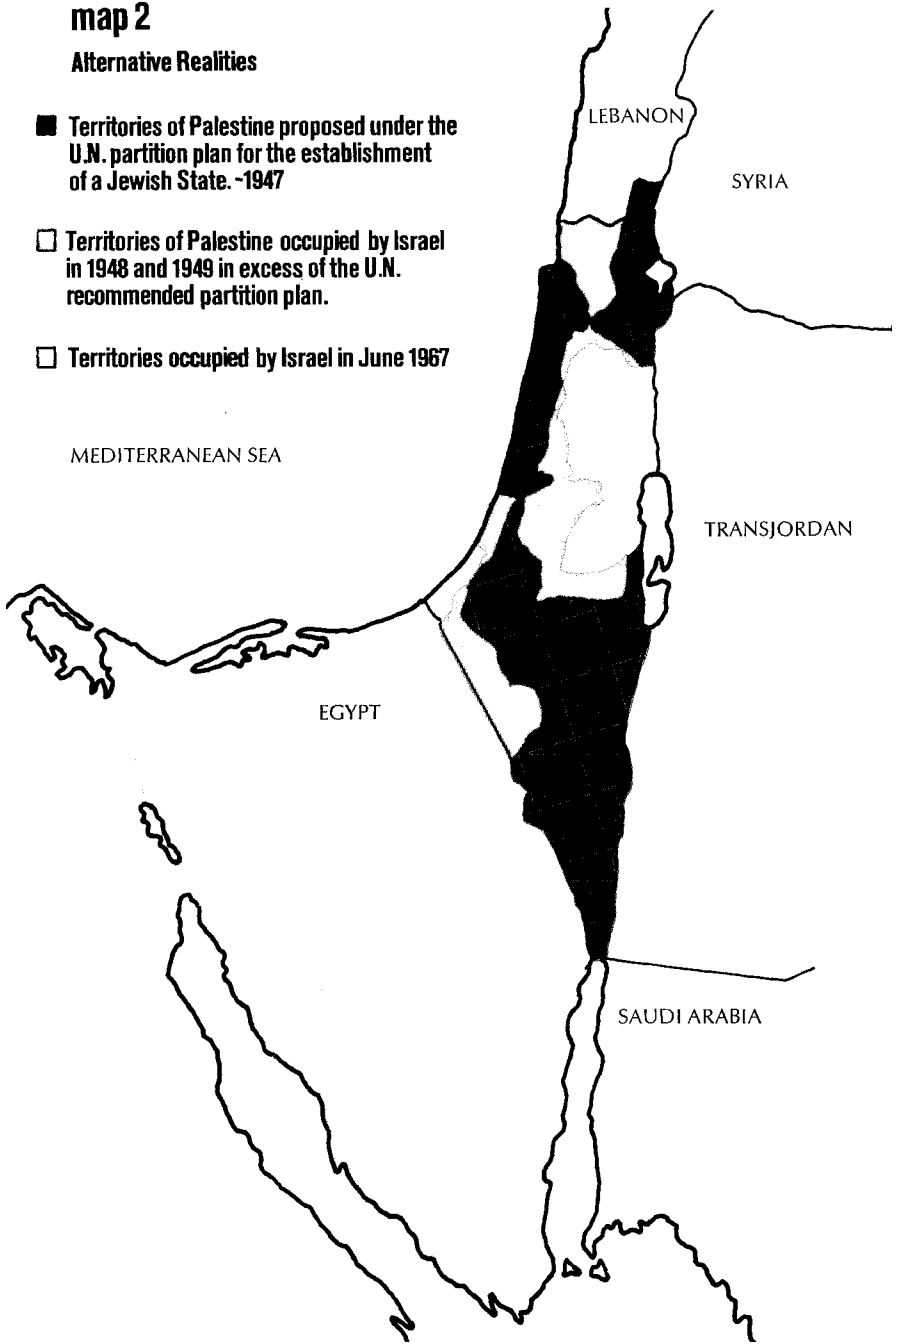 map 2
Alternative Realities
Territories of Palestine proposed under the
U.N. partition plan for the establishment
of a Jewish State. -1947
Territories of Palestine occupied by Israel
in 1948 and 1949 in excess of the U.N.
recommended partition plan.
Territories occupied by Israel in June 1967
LEBANON
SYRIA
MEDITERRANEAN SEA
TRANSJORDAN
EGYPT
SAUDI ARABIA